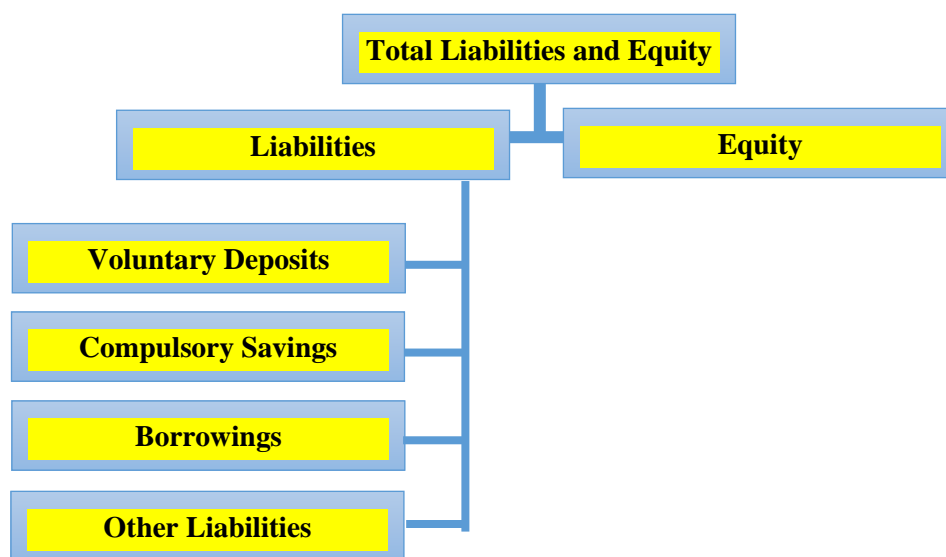 Total Liabilities and Equity
Liabilities
Equity
Voluntary Deposits
Compulsory Savings
Borrowings
Other Liabilities